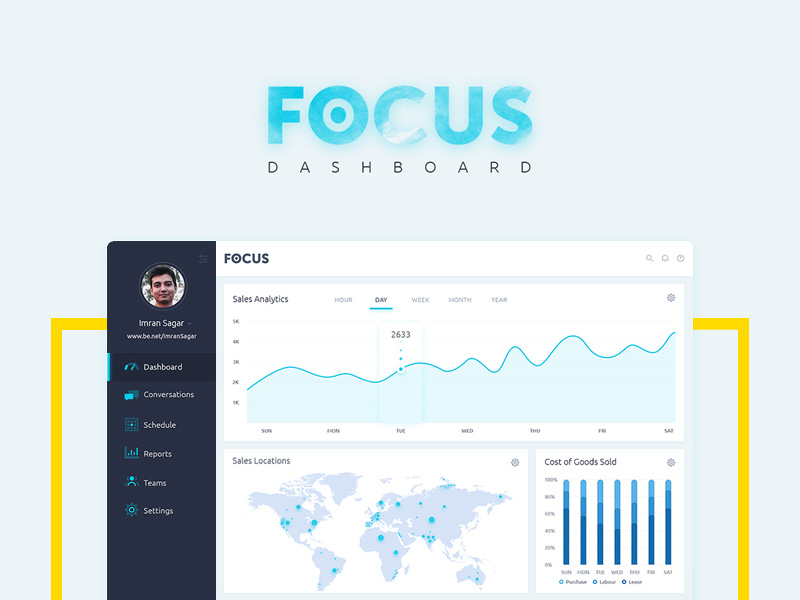 FOCUS
DASHBOARD
FOCUS
Imran Sagar
www.be.net/ImranSagar
Dashboard
Conversations
Schedule
Reports
Teams
Settings
Sales Analytics
HOUR DAY WEEK MONTH YEAR
5K
4K
3K
2K
1K
2633
SUN MON TUE WED THU FRI SAT
Sales Locations
Cost of Goods Sold
100%
80%
60%
40%
20%
0%
SUN MON TUE WED THU FRI SAT
Purchase Labour Lease